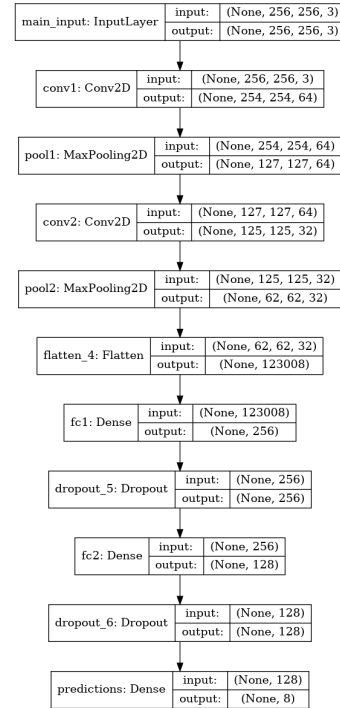 main_input: InputLayer
input: (None, 256, 256, 3)
output: (None, 256, 256, 3)
conv1: Conv2D
input: (None, 256, 256, 3)
output: (None, 254, 254, 64)
pool1: MaxPooling2D
input: (None, 254, 254, 64)
output: (None, 127, 127, 64)
conv2: Conv2D
input: (None, 127, 127, 64)
output: (None, 125, 125, 32)
pool2: MaxPooling2D
input: (None, 125, 125, 32)
output: (None, 62, 62, 32)
flatten_4: Flatten
input: (None, 62, 62, 32)
output: (None, 123008)
fc1: Dense
input: (None, 123008)
output: (None, 256)
dropout_5: Dropout
input: (None, 256)
output: (None, 256)
fc2: Dense
input: (None, 256)
output: (None, 128)
dropout_6: Dropout
input: (None, 128)
output: (None, 128)
predictions: Dense
input: (None, 128)
output: (None, 8)